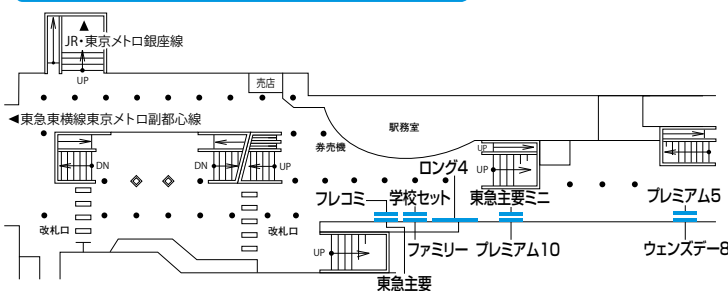 JR・東京メトロ銀座線
UP
売店
◀東急東横線東京メトロ副都心線
駅務室
券売機
UP
DN
DN
UP
UP
ロング4
フレコミ
学校セット
東急主要ミニ
プレミアム5
改札口
改札口
UP
ファミリー
プレミアム10
ウェンズデー8
東急主要